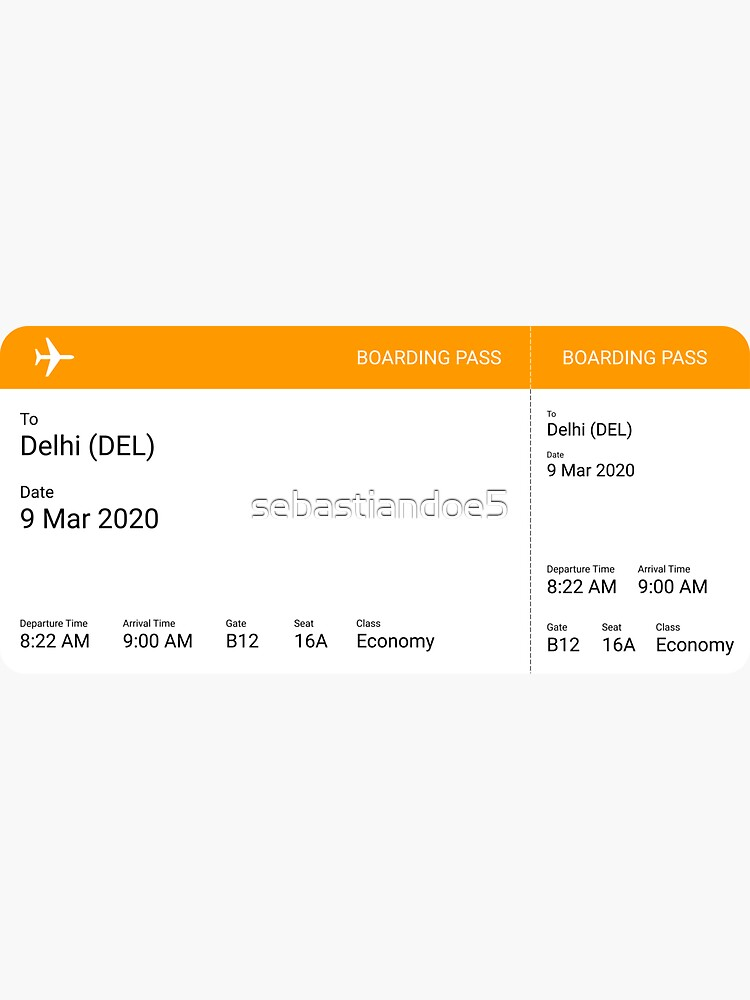 BOARDING PASS
To
Delhi (DEL)
Date
9 Mar 2020
Departure Time Arrival Time Gate Seat Class
8:22 AM 9:00 AM B12 16A Economy
BOARDING PASS
To
Delhi (DEL)
Date
9 Mar 2020
Departure Time Arrival Time
8:22 AM 9:00 AM
Gate Seat Class
B12 16A Economy
sebastiandoe5